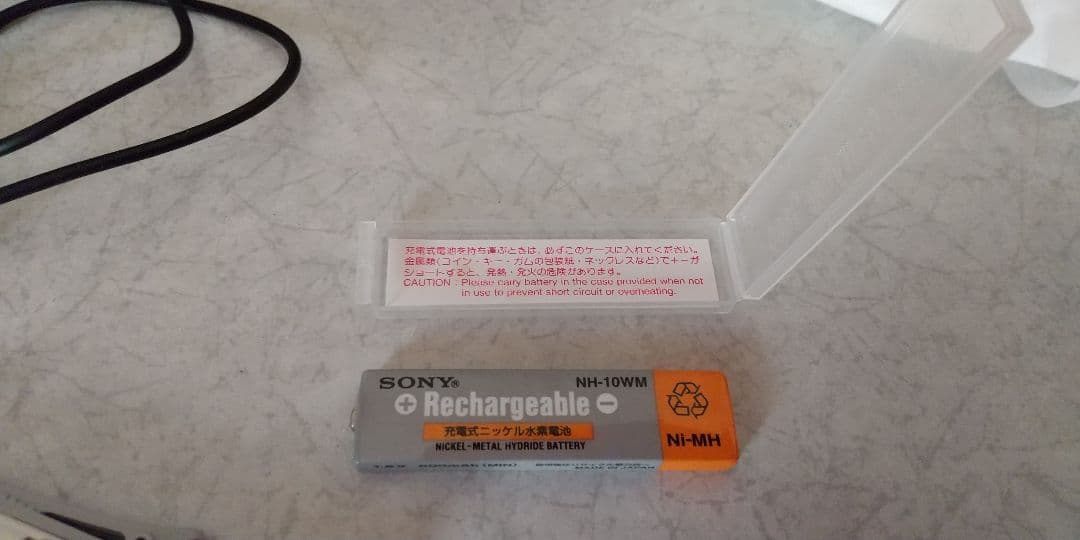 充電式電池を持ち運ぶときは、必ずこのケースに入れてください。
金属類(コイン・キー・ガムの包装紙・ネックレスなど)で+ーが
ショートすると、発熱・発火の危険があります。
CAUTION : Please carry battery in the case provided when not
in use to prevent short circuit or overheating.
SONY® NH-10WM
+ Rechargeable −
充電式ニッケル水素電池
NICKEL-METAL HYDRIDE BATTERY
Ni-MH
(MIN) MADE IN JAPAN